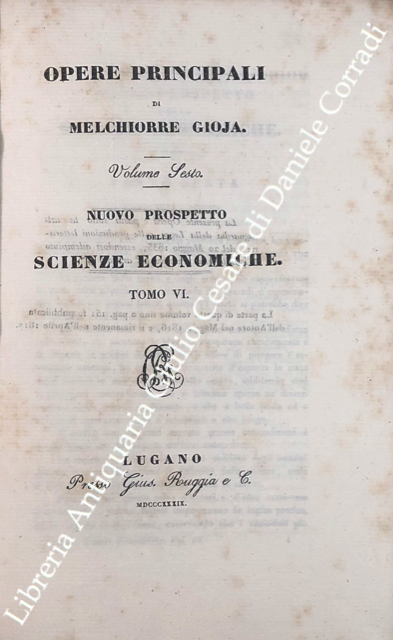 OPERE PRINCIPALI
DI
MELCHIORRE GIOJA.
Volume Sesto.
NUOVO PROSPETTO
DELLE
SCIENZE ECONOMICHE.
TOMO VI.
LUGANO
Presso Gius. Ruggia e C.
MDCCCXXXIX.
Libreria Antiquaria Giulio Cesare di Daniele Corradi